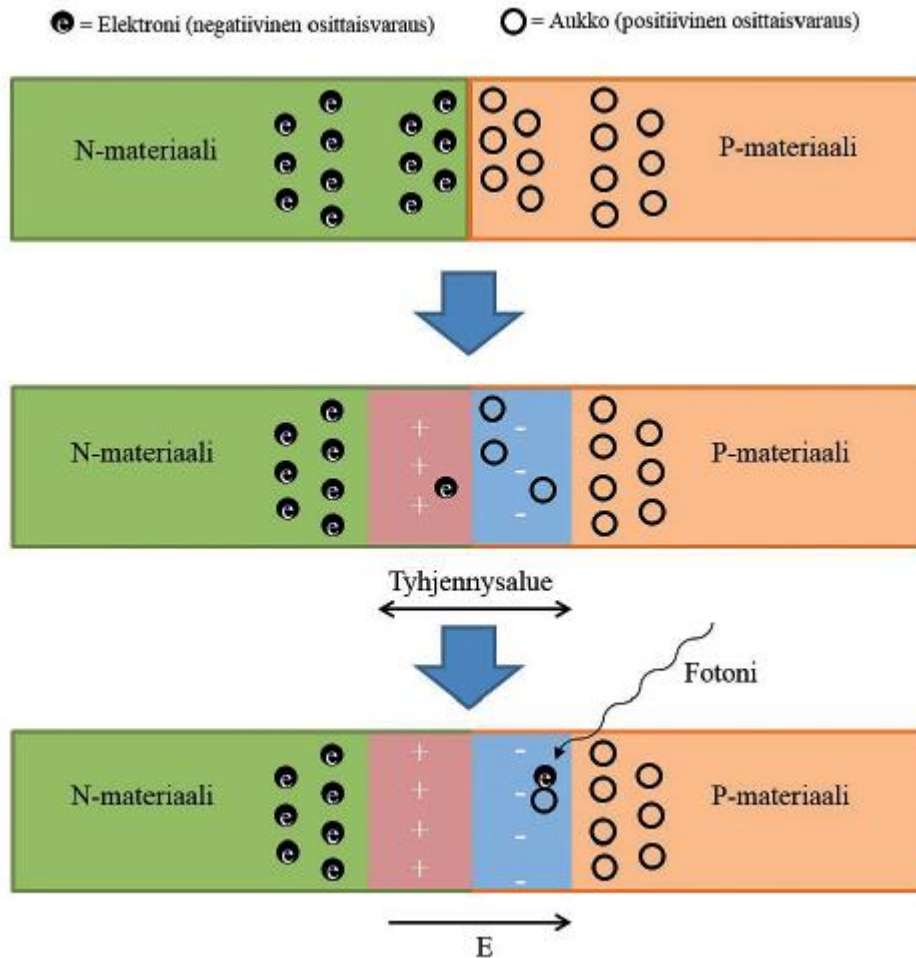 e = Elektroni (negatiivinen osittaisvaraus) = Aukko (positiivinen osittaisvaraus)
N-materiaali e e e e e e e e e e e e e e P-materiaali
N-materiaali e e e e e e e + + + e - - - P-materiaali
Tyhjennysalue
Fotoni
N-materiaali e e e e e e e + + + + e - - - - P-materiaali
E